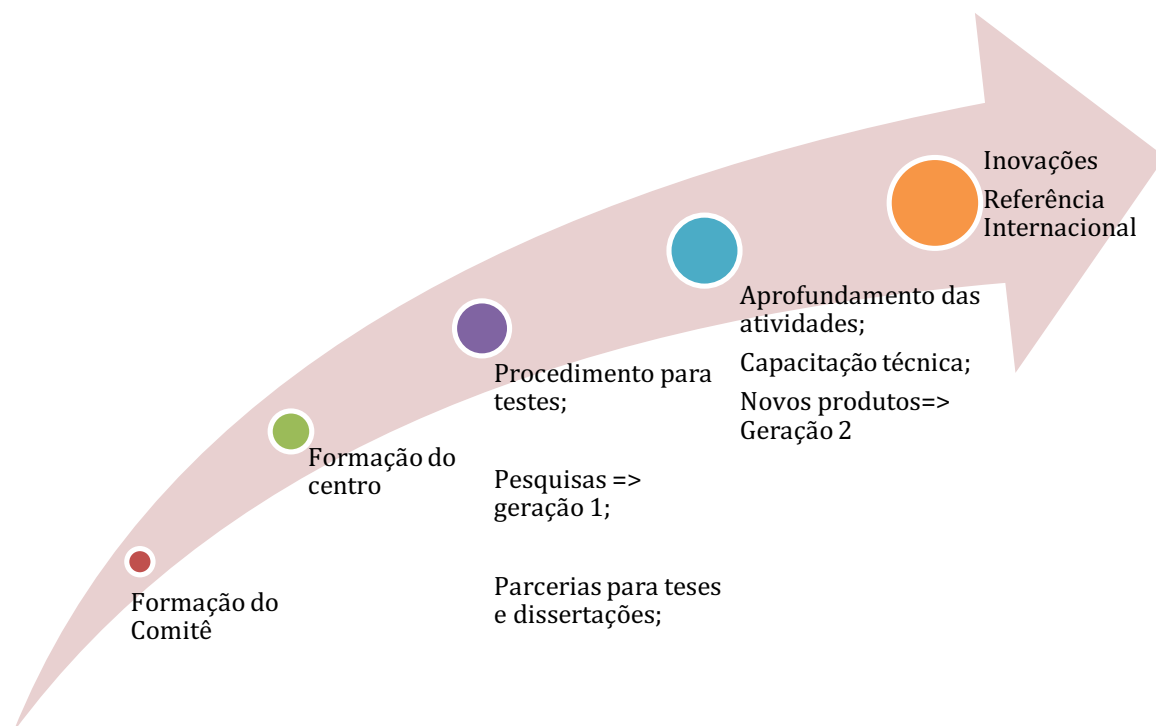 Formação do
Comitê
Formação do
centro
Procedimento para
testes;
Pesquisas =>
geração 1;
Parcerias para teses
e dissertações;
Aprofundamento das
atividades;
Capacitação técnica;
Novos produtos=>
Geração 2
Inovações
Referência
Internacional